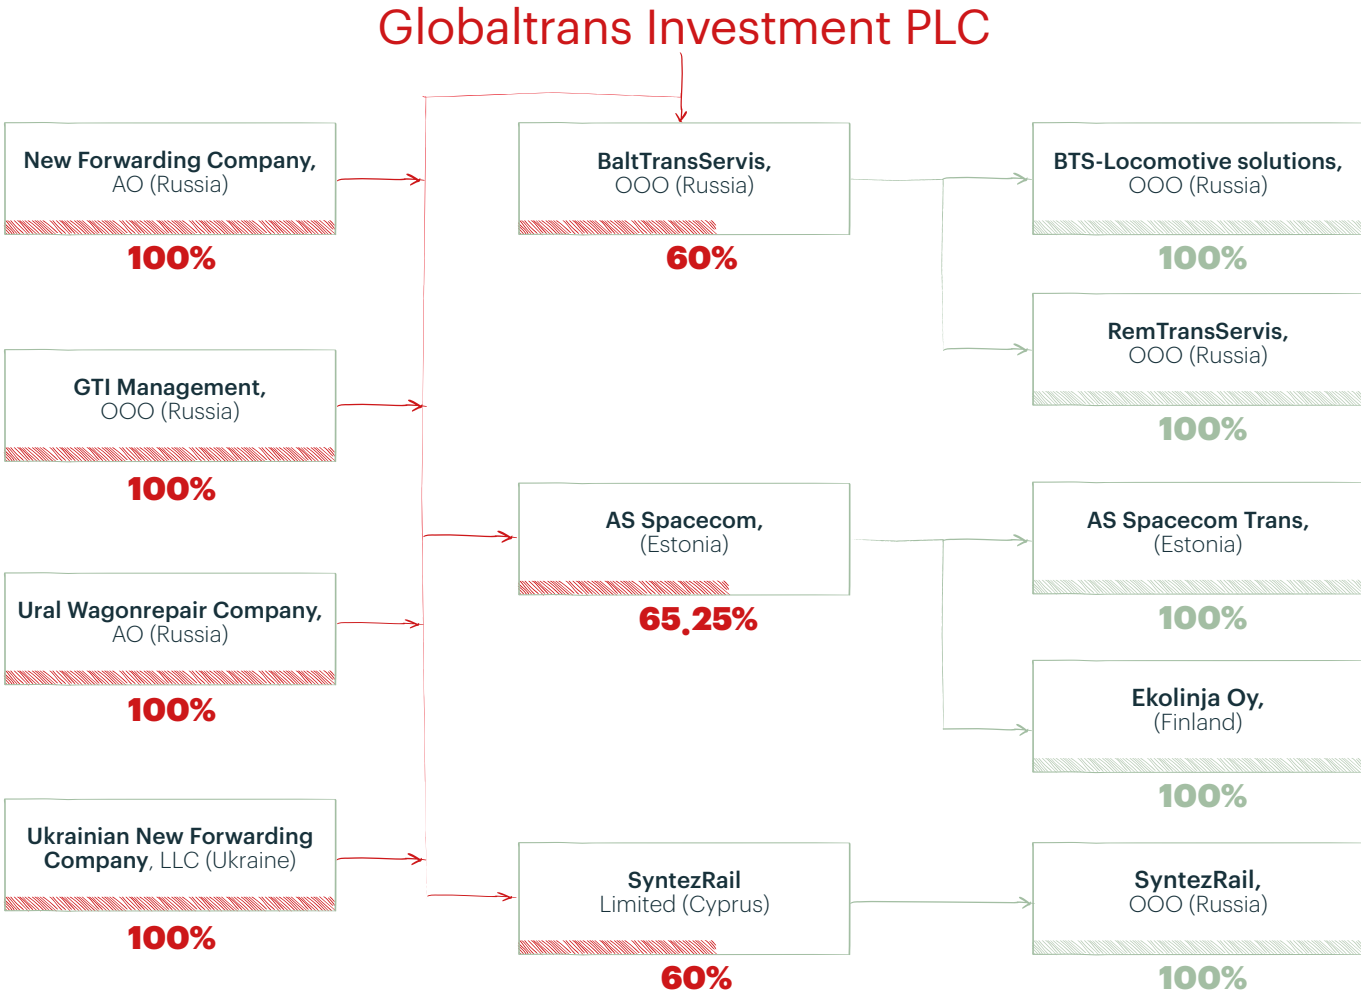 Globaltrans Investment PLC
New Forwarding Company,
AO (Russia)
100%
GTI Management,
OOO (Russia)
100%
Ural Wagonrepair Company,
AO (Russia)
100%
Ukrainian New Forwarding
Company, LLC (Ukraine)
100%
BaltTransServis,
OOO (Russia)
60%
AS Spacecom,
(Estonia)
65.25%
SyntezRail
Limited (Cyprus)
60%
BTS-Locomotive solutions,
OOO (Russia)
100%
RemTransServis,
OOO (Russia)
100%
AS Spacecom Trans,
(Estonia)
100%
Ekolinja Oy,
(Finland)
100%
SyntezRail,
OOO (Russia)
100%